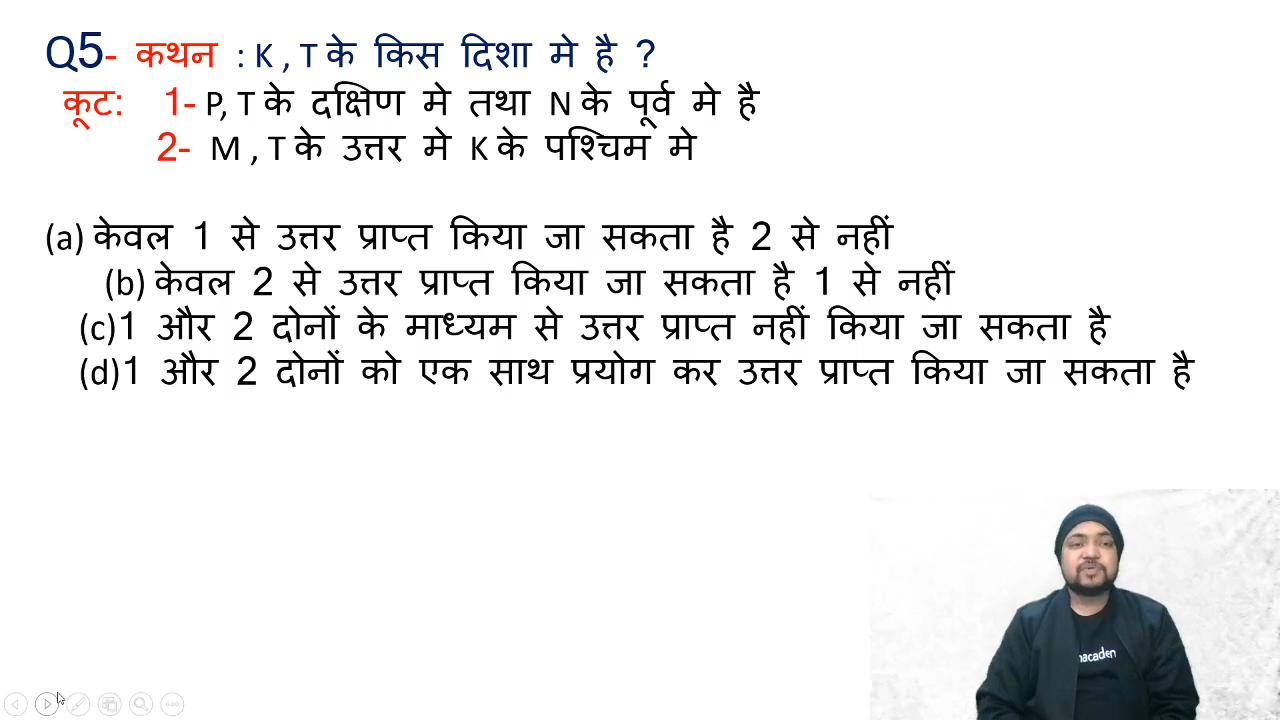 Q5- कथन : K , T के किस दिशा मे है ?
कूट: 1- P, T के दक्षिण मे तथा N के पूर्व मे है
2- M , T के उत्तर मे K के पश्चिम मे
(a) केवल 1 से उत्तर प्राप्त किया जा सकता है 2 से नहीं
(b) केवल 2 से उत्तर प्राप्त किया जा सकता है 1 से नहीं
(c)1 और 2 दोनों के माध्यम से उत्तर प्राप्त नहीं किया जा सकता है
(d)1 और 2 दोनों को एक साथ प्रयोग कर उत्तर प्राप्त किया जा सकता है